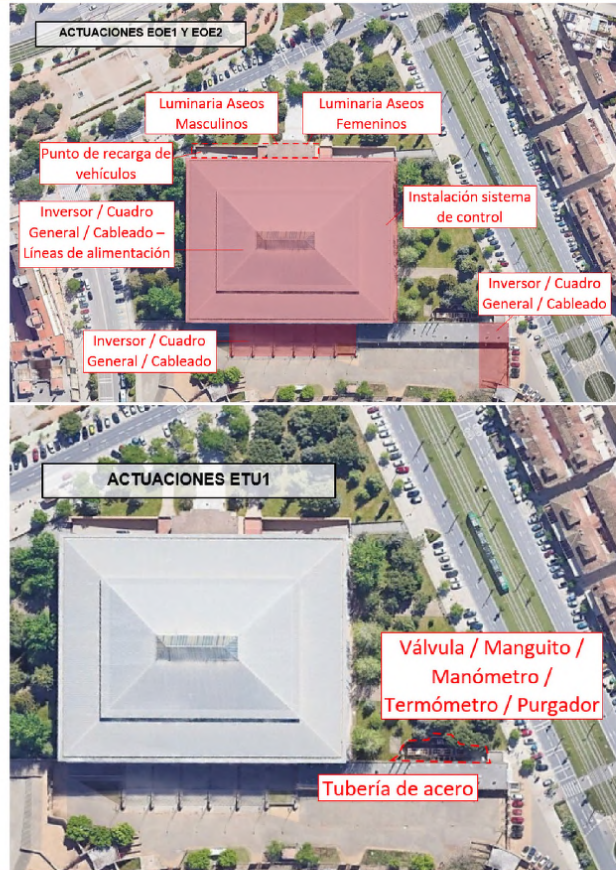 ACTUACIONES EOE1 Y EOE2
Luminaria Aseos
Masculinos
Luminaria Aseos
Femeninos
Punto de recarga de
vehículos
Inversor / Cuadro
General / Cableado –
Líneas de alimentación
Instalación sistema
de control
Inversor / Cuadro
General / Cableado
Inversor / Cuadro
General / Cableado
ACTUACIONES ETU1
Válvula / Manguito /
Manómetro /
Termómetro / Purgador
Tubería de acero